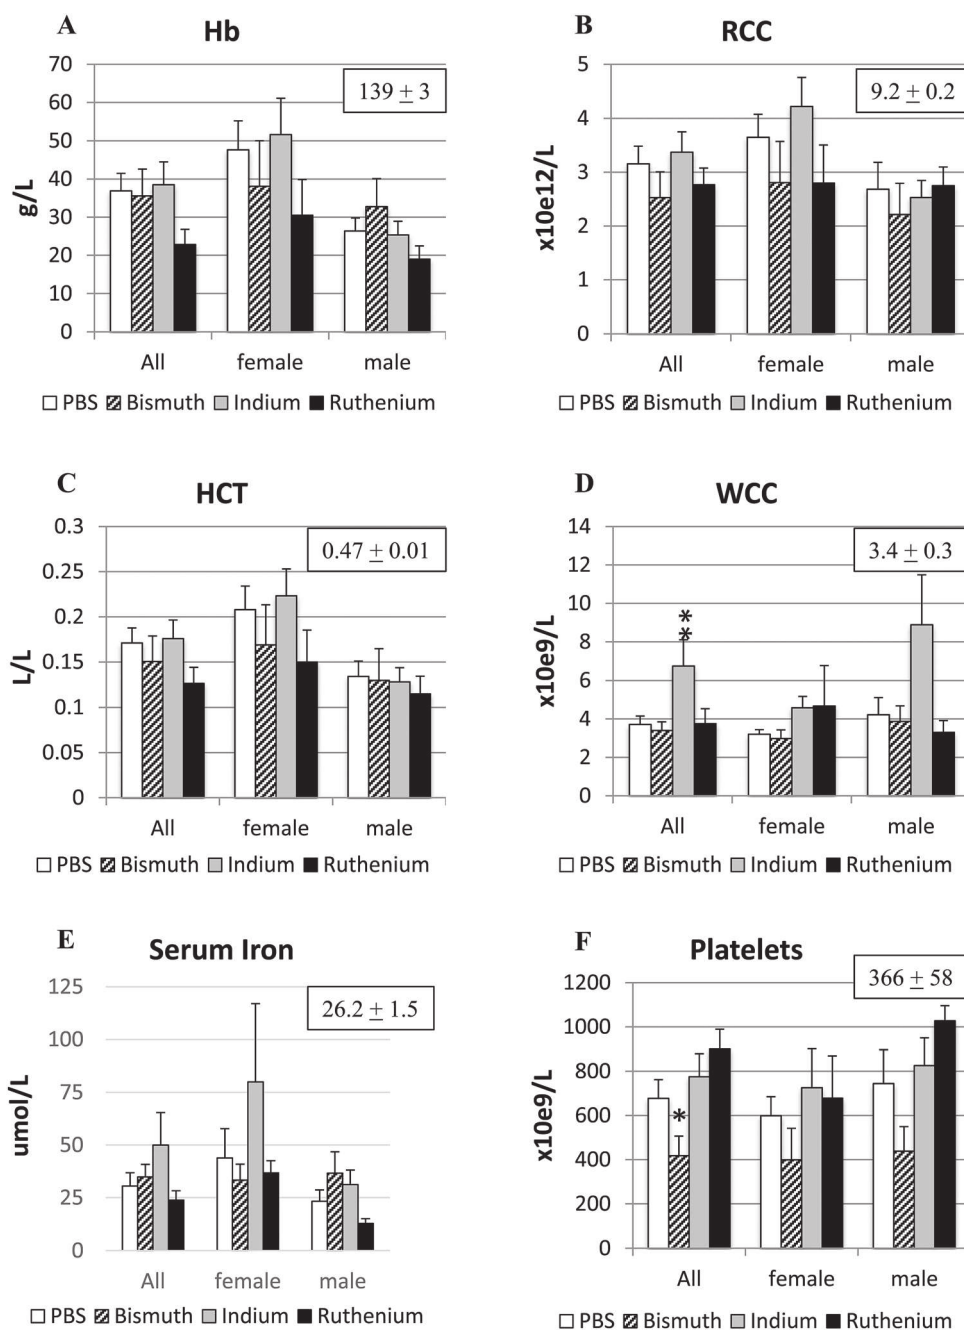 A
Hb
g/L
70
60
50
40
30
20
10
0
139 ± 3
All female male
PBS Bismuth Indium Ruthenium
B
RCC
x10e12/L
5
4
3
2
1
0
9.2 ± 0.2
All female male
PBS Bismuth Indium Ruthenium
C
HCT
L/L
0.3
0.25
0.2
0.15
0.1
0.05
0
0.47 ± 0.01
All female male
PBS Bismuth Indium Ruthenium
D
WCC
x10e9/L
14
12
10
8
6
4
2
0
3.4 ± 0.3
**
All female male
PBS Bismuth Indium Ruthenium
E
Serum Iron
umol/L
125
100
75
50
25
0
26.2 ± 1.5
All female male
PBS Bismuth Indium Ruthenium
F
Platelets
x10e9/L
1200
1000
800
600
400
200
0
366 ± 58
*
All female male
PBS Bismuth Indium Ruthenium